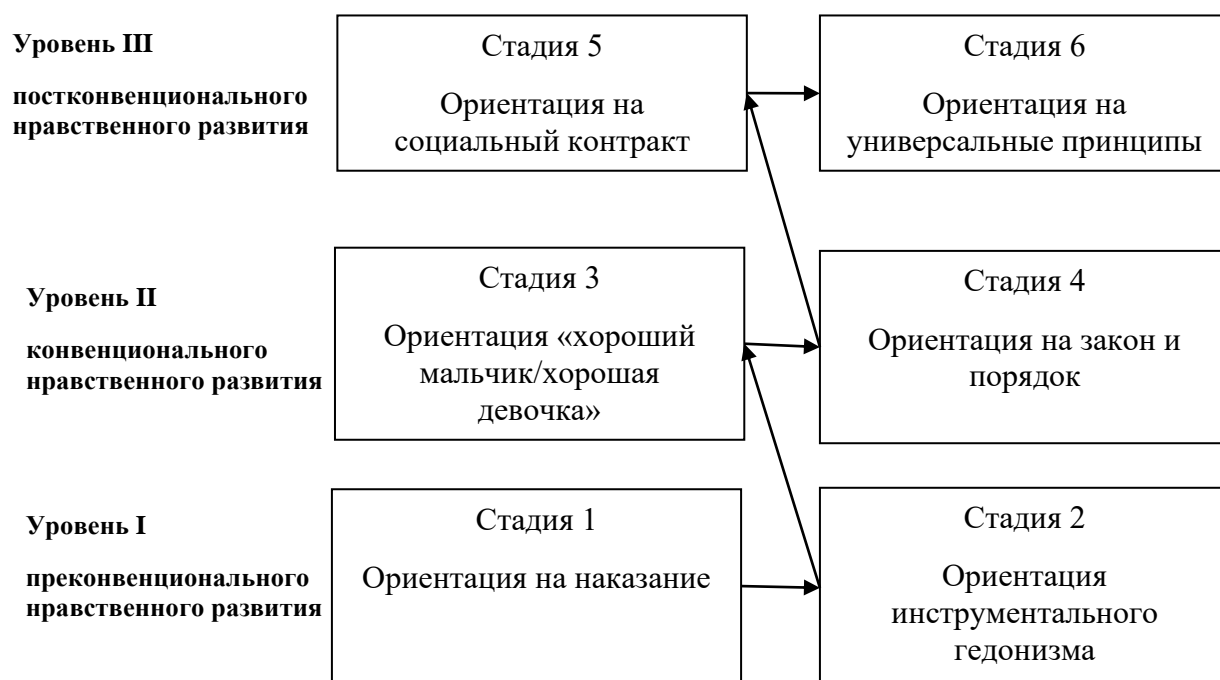 Уровень III
постконвенционального
нравственного развития
Стадия 5
Ориентация на
социальный контракт
Стадия 6
Ориентация на
универсальные принципы
Уровень II
конвенционального
нравственного развития
Стадия 3
Ориентация «хороший
мальчик/хорошая
девочка»
Стадия 4
Ориентация на закон и
порядок
Уровень I
преконвенционального
нравственного развития
Стадия 1
Ориентация на наказание
Стадия 2
Ориентация
инструментального
гедонизма